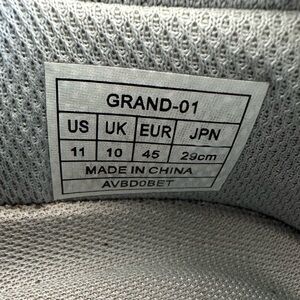 GRAND-01
US UK EUR JPN
11 10 45 29cm
MADE IN CHINA
AVBD0BET